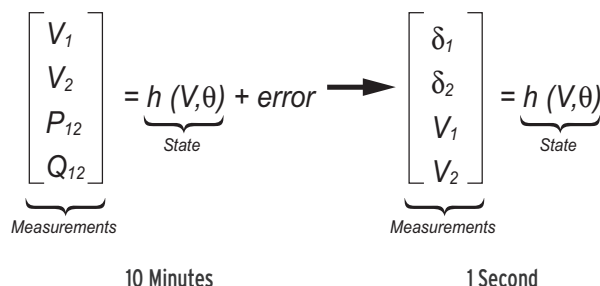 V1
V2
P12
Q12
= h (V,θ) + error
State
Measurements
10 Minutes
δ1
δ2
V1
V2
= h (V,θ)
State
Measurements
1 Second